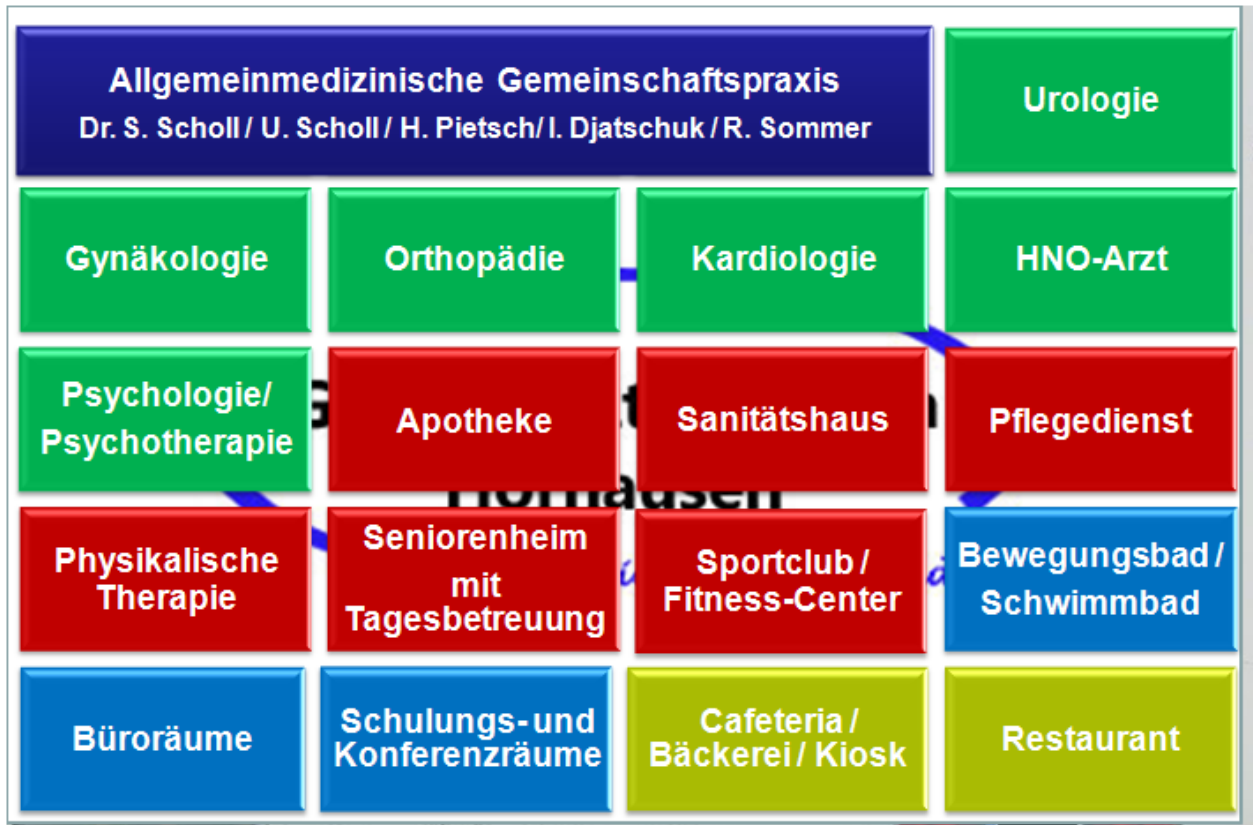 Allgemeinmedizinische Gemeinschaftspraxis
Dr. S. Scholl / U. Scholl / H. Pietsch/ I. Djatschuk / R. Sommer
Urologie
Gynäkologie
Orthopädie
Kardiologie
HNO-Arzt
Psychologie/
Psychotherapie
Apotheke
Sanitätshaus
Pflegedienst
Physikalische
Therapie
Seniorenheim
mit
Tagesbetreuung
Sportclub /
Fitness-Center
Bewegungsbad /
Schwimmbad
Büroräume
Schulungs- und
Konferenzräume
Cafeteria /
Bäckerei / Kiosk
Restaurant